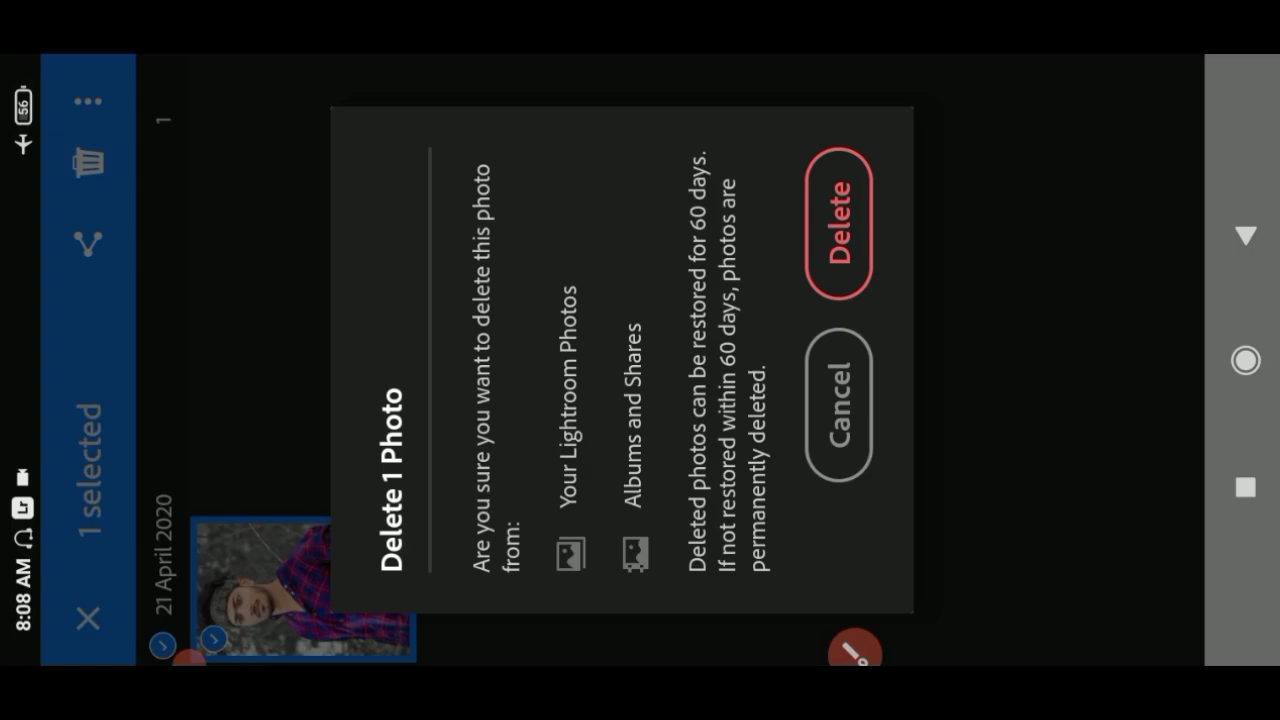 8:08 AM
Lr
56
1 selected
21 April 2020
1
Delete 1 Photo
Are you sure you want to delete this photo
from:
Your Lightroom Photos
Albums and Shares
Deleted photos can be restored for 60 days.
If not restored within 60 days, photos are
permanently deleted.
Cancel
Delete